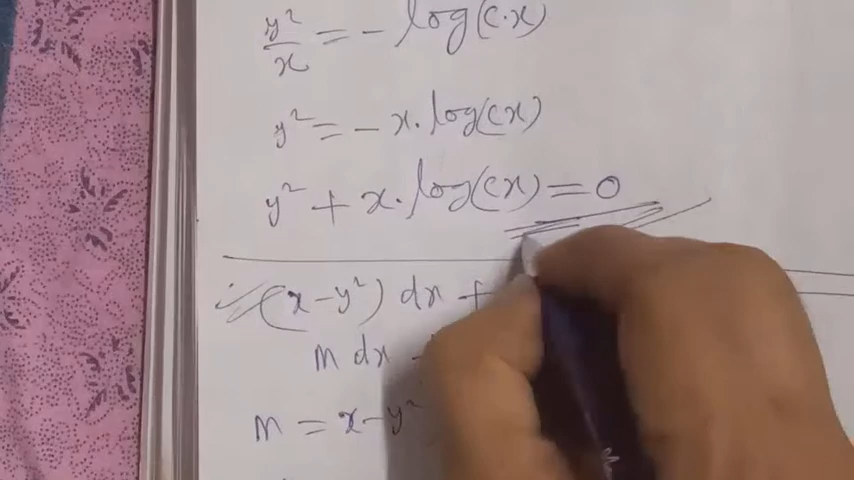 y²/x = - log(c·x)
y² = - x. log(cx)
y² + x. log(cx) = 0
(x-y²) dx +
M dx
M = x-y²